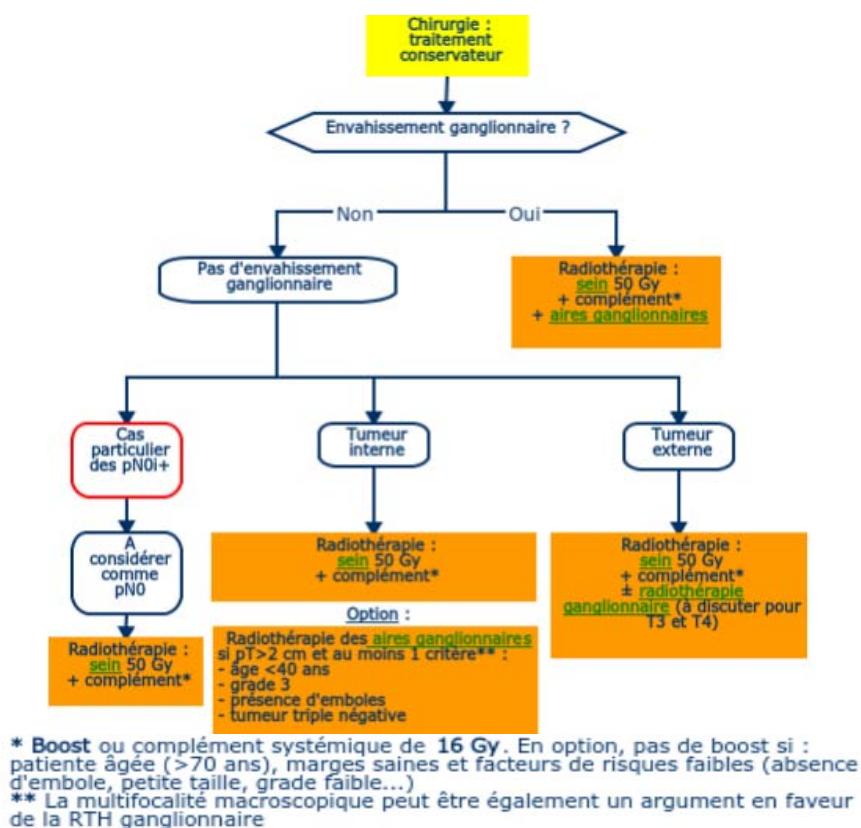 Chirurgie :
traitement
conservateur
Envahissement ganglionnaire ?
Non
Oui
Pas d'envahissement
ganglionnaire
Radiothérapie :
sein 50 Gy
+ complément*
+ aires ganglionnaires
Cas
particulier
des pN0i+
Tumeur
interne
Tumeur
externe
A
considérer
comme
pN0
Radiothérapie :
sein 50 Gy
+ complément*
Radiothérapie :
sein 50 Gy
+ complément*
± radiothérapie
ganglionnaire (à discuter pour
T3 et T4)
Option :
Radiothérapie :
sein 50 Gy
+ complément*
Radiothérapie des aires ganglionnaires
si pT>2 cm et au moins 1 critère** :
- âge <40 ans
- grade 3
- présence d'emboles
- tumeur triple négative
* Boost ou complément systémique de 16 Gy. En option, pas de boost si :
patiente âgée (>70 ans), marges saines et facteurs de risques faibles (absence
d'embole, petite taille, grade faible...)
** La multifocalité macroscopique peut être également un argument en faveur
de la RTH ganglionnaire